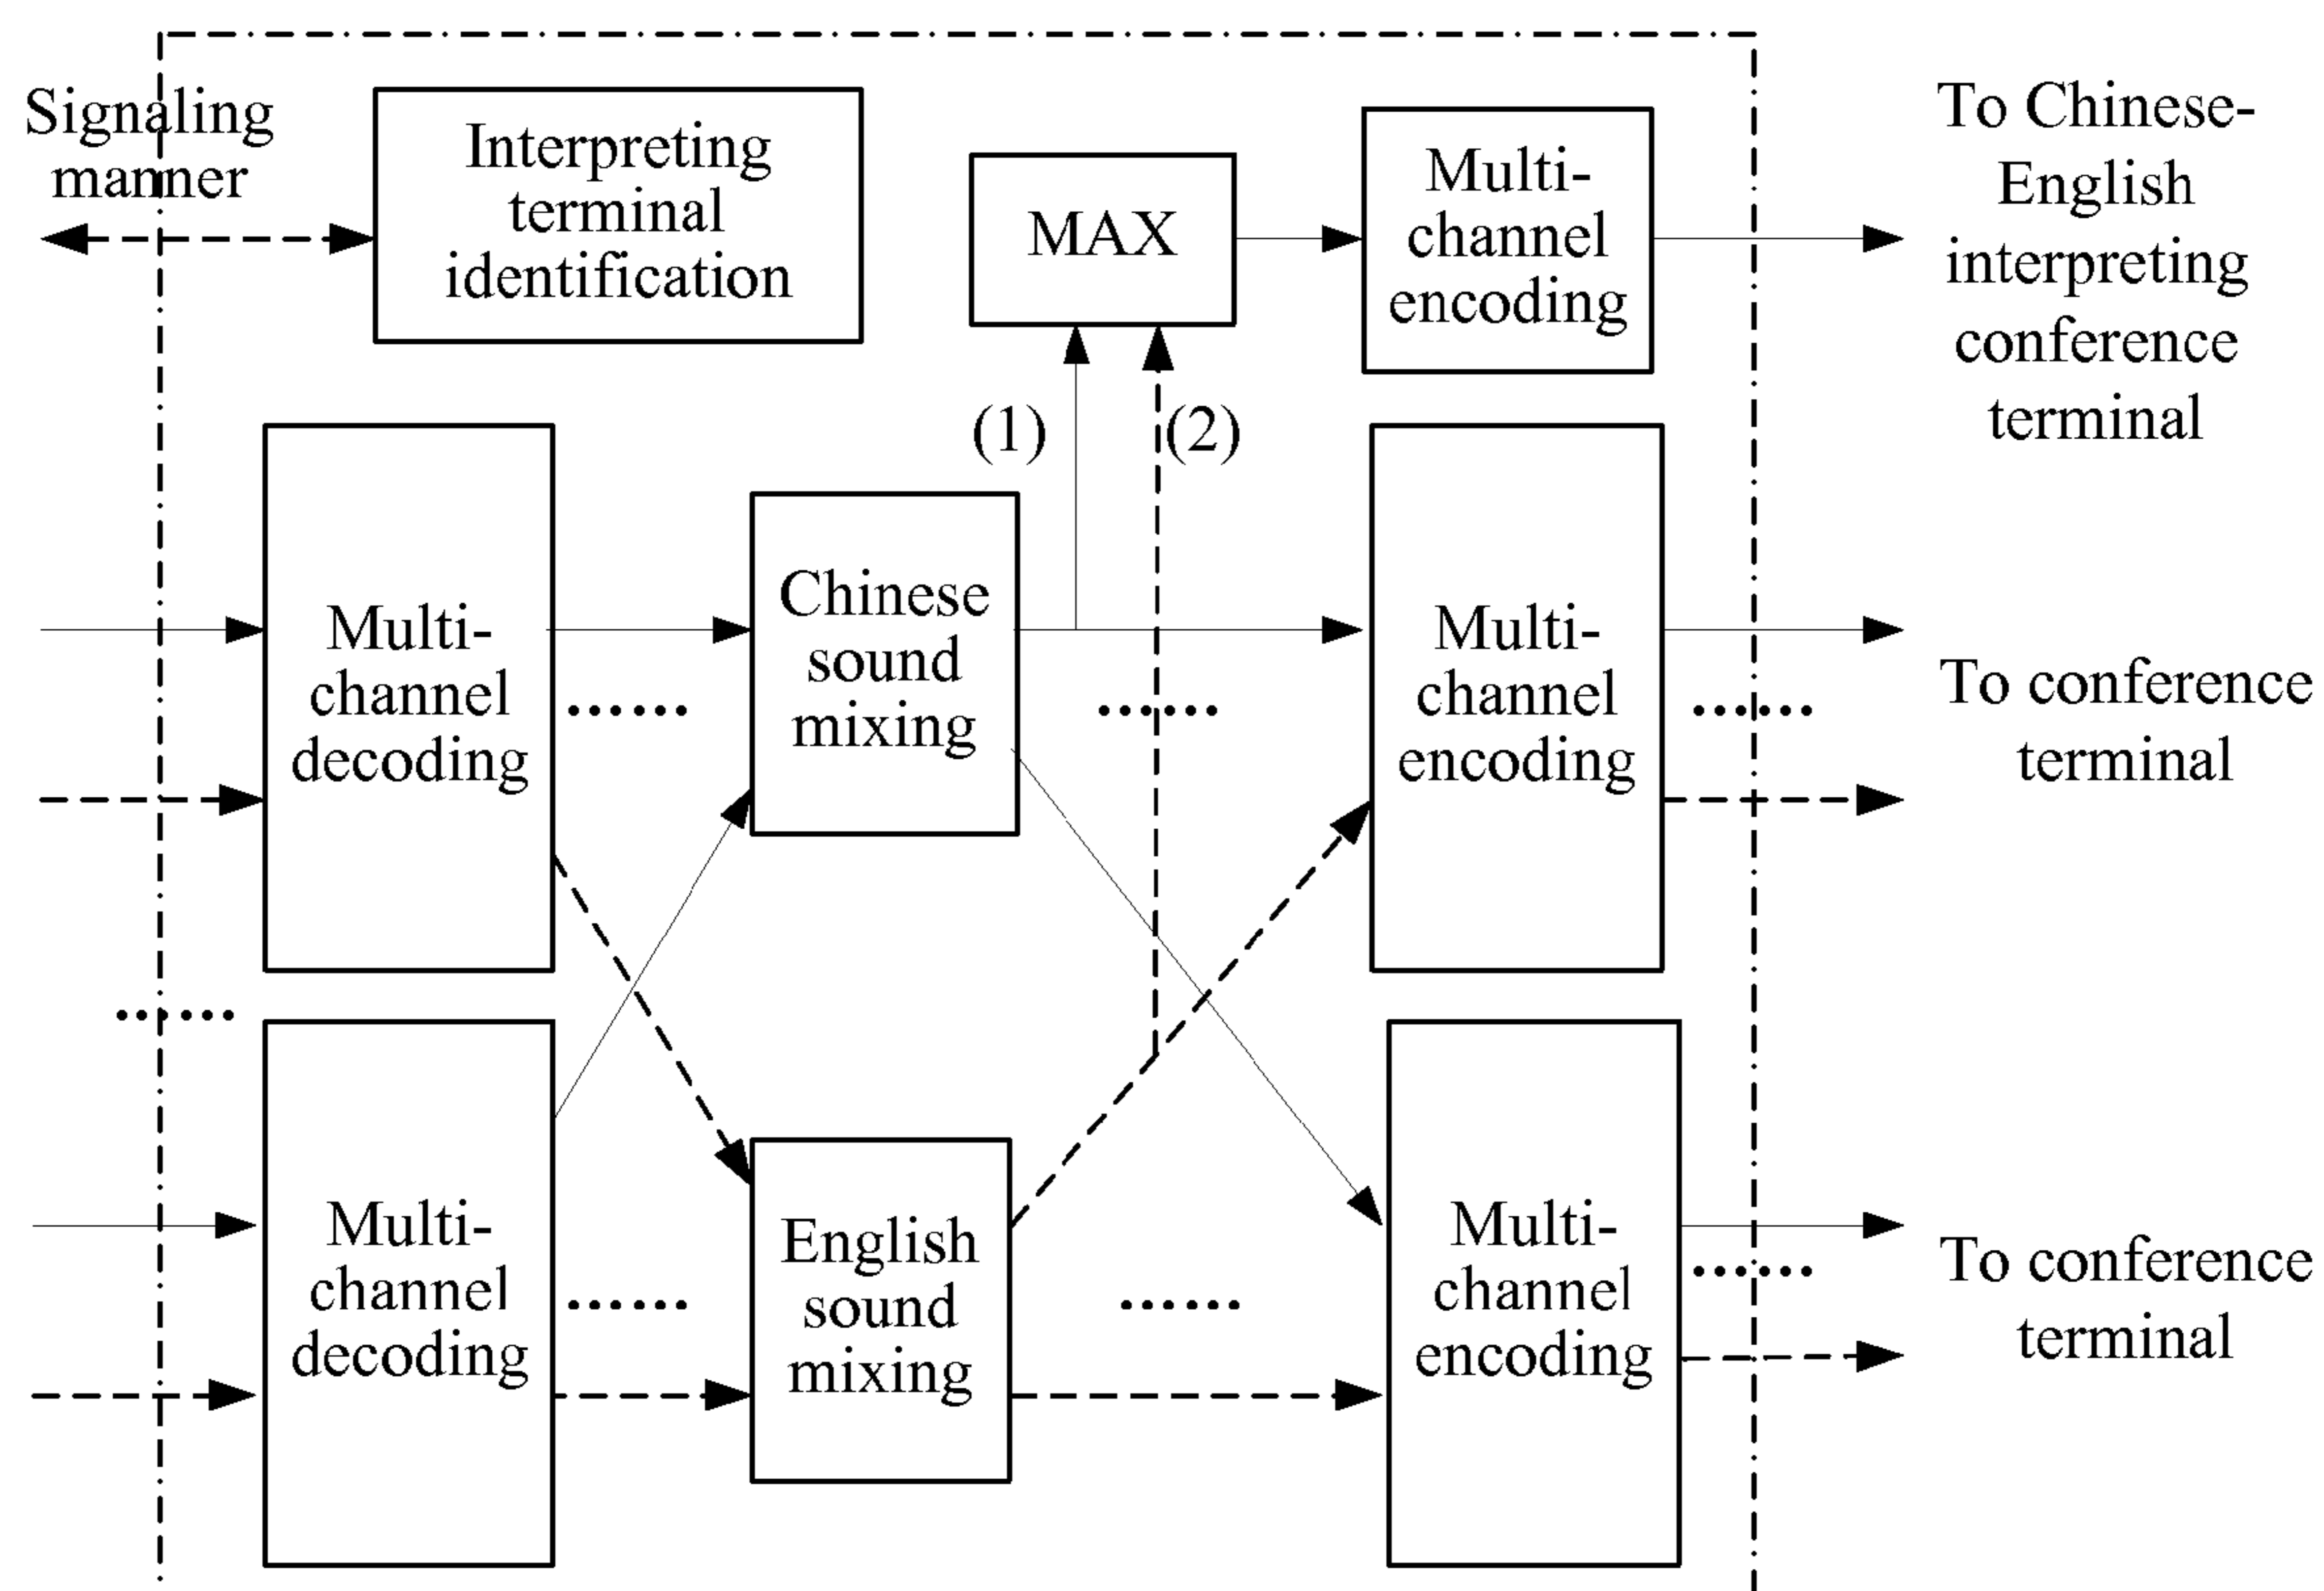 Signaling
manner
Interpreting
terminal
identification
MAX
Multi-
channel
encoding
To Chinese-
English
interpreting
conference
terminal
(1)
(2)
Multi-
channel
decoding
......
Chinese
sound
mixing
......
Multi-
channel
encoding
......
To conference
terminal
......
Multi-
channel
decoding
......
English
sound
mixing
......
Multi-
channel
encoding
......
To conference
terminal